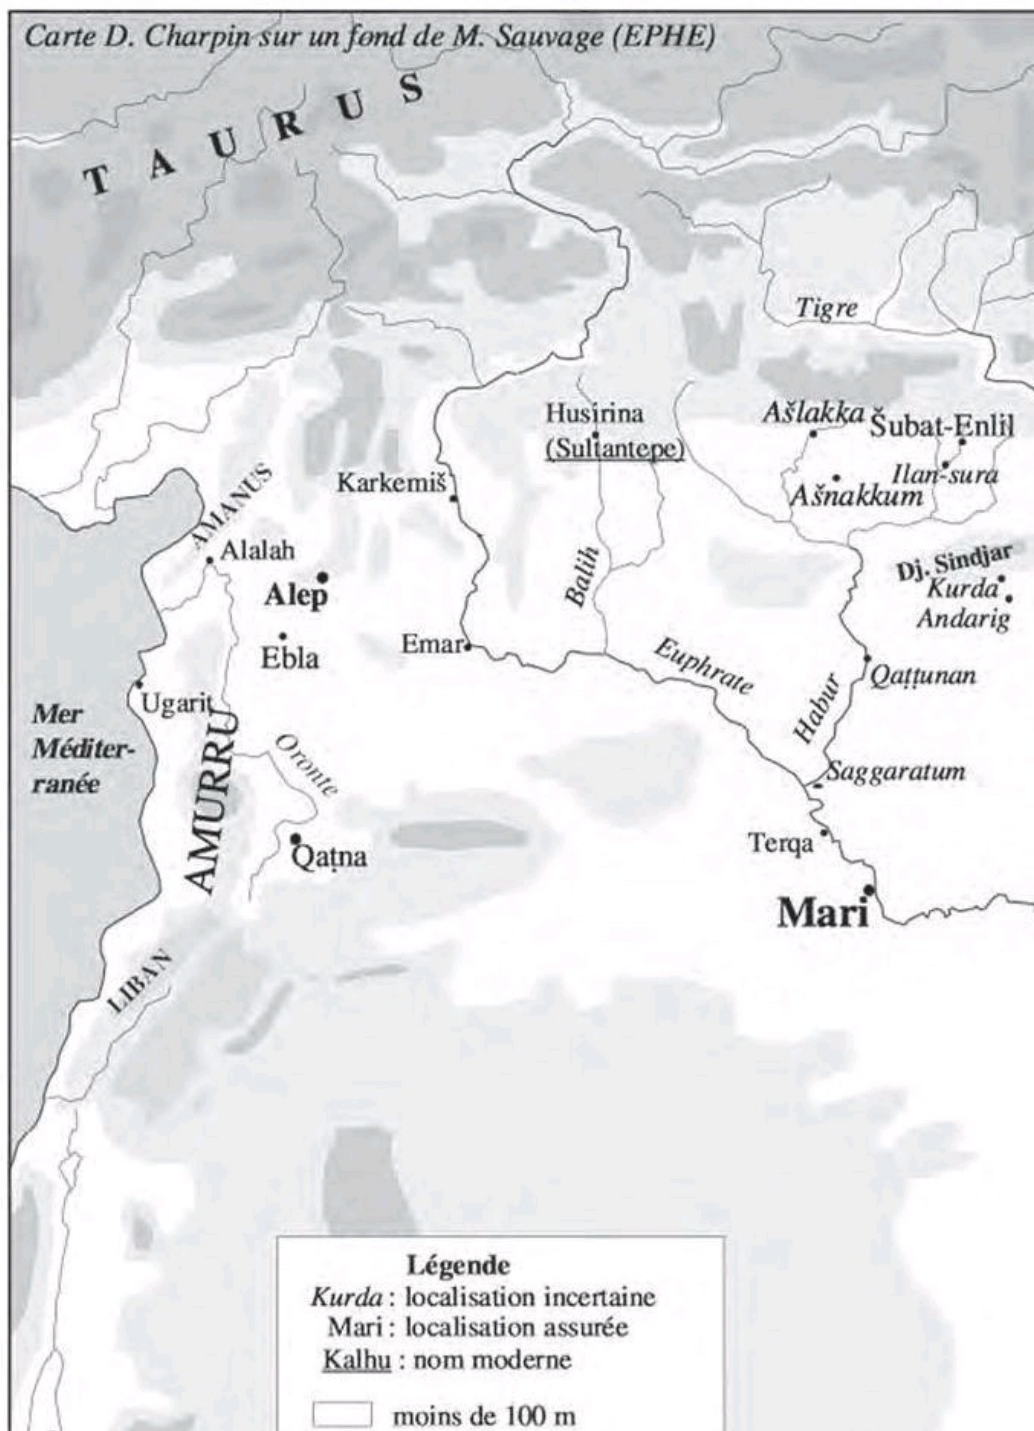 Carte D. Charpin sur un fond de M. Sauvage (EPHE)
TAURUS
Tigre
Husirina
(Sultantepe)
Ašlakka
Šubat-Enlil
Ilan-sura
Ašnakkum
Karkemiš
AMANUS
Alalah
Alep
Ebla
Emar
Balih
Dj. Sindjar
Kurda
Andarig
Euphrate
Habur
Qaṭṭunan
Ugarit
Mer
Méditer-
ranée
AMURRU
Oronte
Saggaratum
Terqa
Qaṭna
Mari
LIBAN
Légende
Kurda : localisation incertaine
Mari : localisation assurée
Kalhu : nom moderne
moins de 100 m